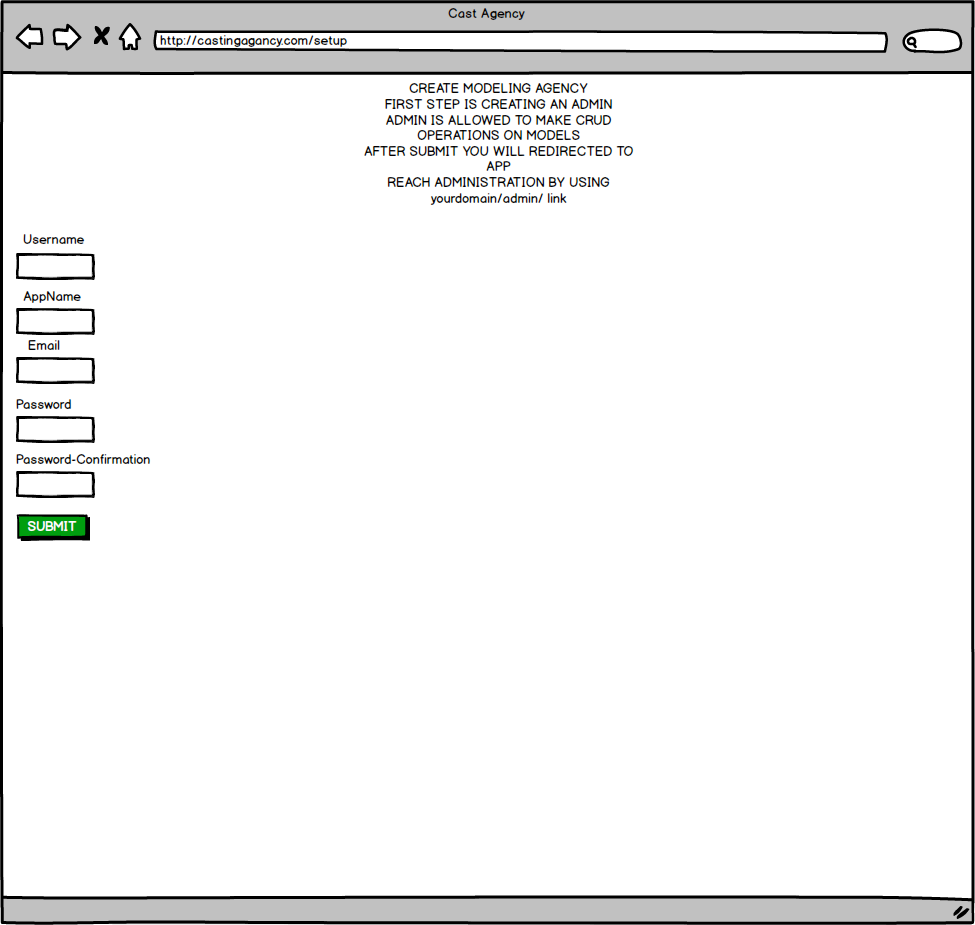 Cast Agency
http://castingagancy.com/setup
CREATE MODELING AGENCY
FIRST STEP IS CREATING AN ADMIN
ADMIN IS ALLOWED TO MAKE CRUD
OPERATIONS ON MODELS
AFTER SUBMIT YOU WILL REDIRECTED TO
APP
REACH ADMINISTRATION BY USING
yourdomain/admin/ link
Username
AppName
Email
Password
Password-Confirmation
SUBMIT